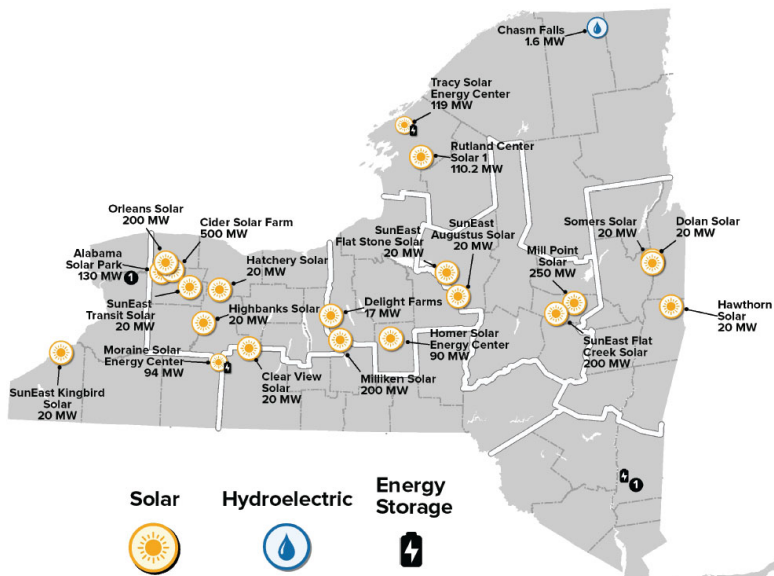 Chasm Falls
1.6 MW
Tracy Solar
Energy Center
119 MW
Rutland Center
Solar 1
110.2 MW
Orleans Solar
200 MW
Cider Solar Farm
500 MW
Alabama
Solar Park
130 MW
1
Hatchery Solar
20 MW
SunEast
Transit Solar
20 MW
Highbanks Solar
20 MW
SunEast
Flat Stone Solar
20 MW
SunEast
Augustus Solar
20 MW
Mill Point
Solar
250 MW
Somers Solar
20 MW
Dolan Solar
20 MW
Hawthorn
Solar
20 MW
Delight Farms
17 MW
Homer Solar
Energy Center
90 MW
SunEast Flat
Creek Solar
200 MW
Moraine Solar
Energy Center
94 MW
Clear View
Solar
20 MW
Milliken Solar
200 MW
SunEast Kingbird
Solar
20 MW
1
Solar
Hydroelectric
Energy
Storage